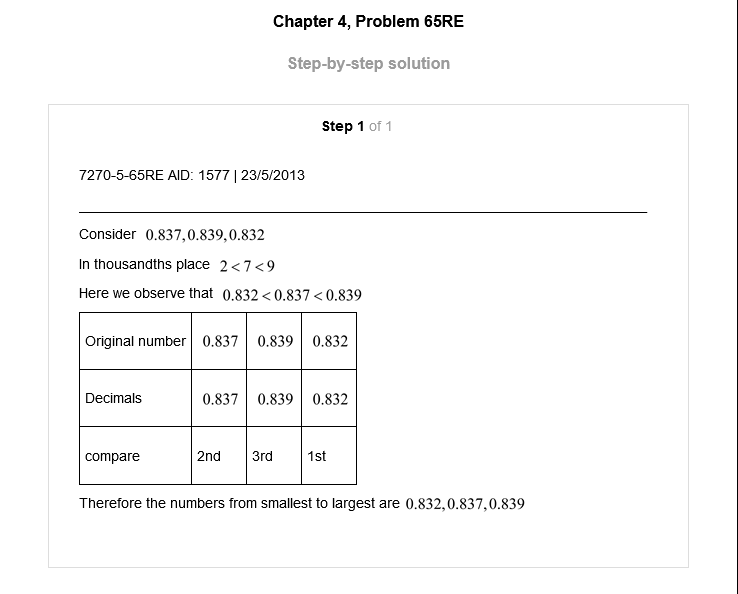 Chapter 4, Problem 65RE
Step-by-step solution
Step 1 of 1
7270-5-65RE AID: 1577 | 23/5/2013
Consider 0.837,0.839,0.832
In thousandths place 2<7<9
Here we observe that 0.832<0.837<0.839
Original number 0.837 0.839 0.832
Decimals 0.837 0.839 0.832
compare 2nd 3rd 1st
Therefore the numbers from smallest to largest are 0.832,0.837,0.839